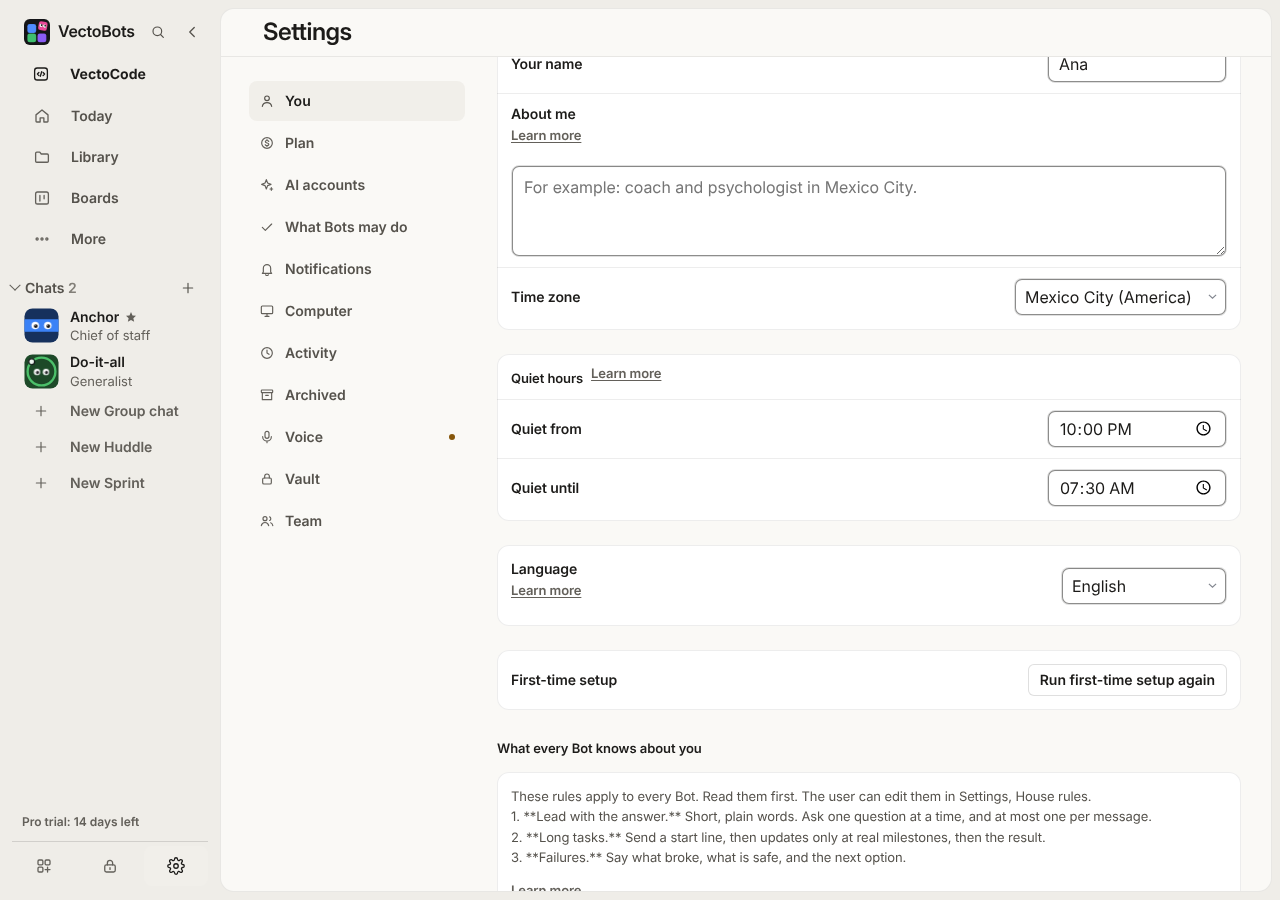 VectoBots
VectoCode
Today
Library
Boards
More
Chats 2
Anchor
Chief of staff
Do-it-all
Generalist
New Group chat
New Huddle
New Sprint
Pro trial: 14 days left
Settings
You
Plan
AI accounts
What Bots may do
Notifications
Computer
Activity
Archived
Voice
Vault
Team
Your name
Ana
About me
Learn more
For example: coach and psychologist in Mexico City.
Time zone
Mexico City (America)
Quiet hours Learn more
Quiet from
10:00 PM
Quiet until
07:30 AM
Language
Learn more
English
First-time setup
Run first-time setup again
What every Bot knows about you
These rules apply to every Bot. Read them first. The user can edit them in Settings, House rules.
1. **Lead with the answer.** Short, plain words. Ask one question at a time, and at most one per message.
2. **Long tasks.** Send a start line, then updates only at real milestones, then the result.
3. **Failures.** Say what broke, what is safe, and the next option.
Learn more